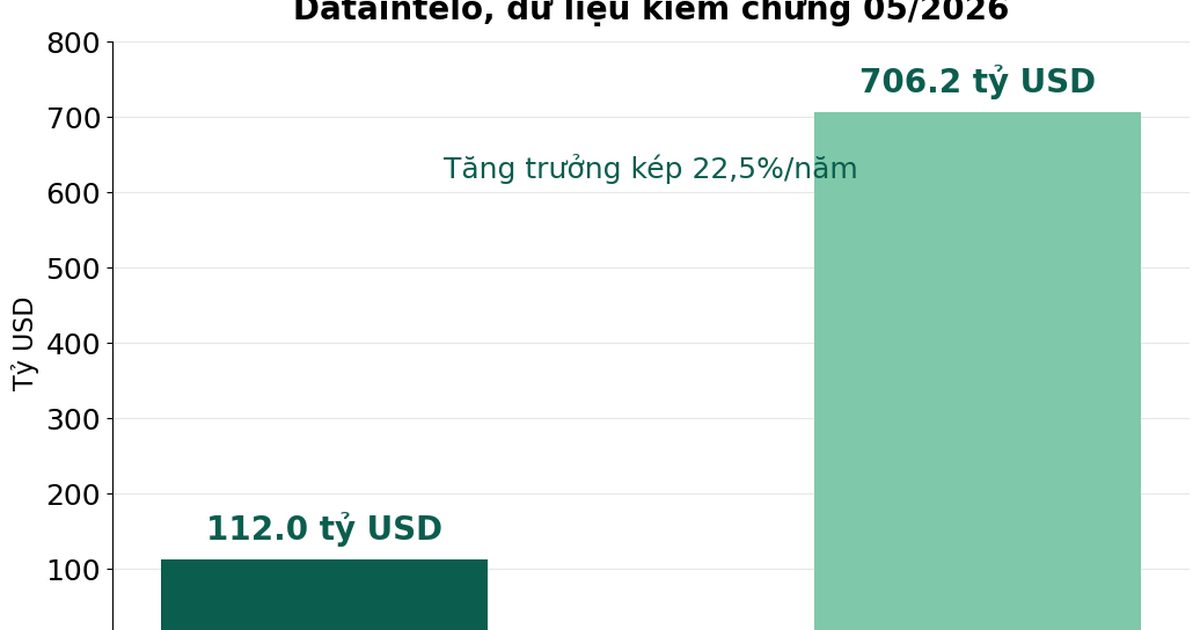 Dataintelo, dữ liệu kiểm chứng 05/2026
800
706.2 tỷ USD
700
Tăng trưởng kép 22,5%/năm
600
500
Tỷ USD
400
300
200
112.0 tỷ USD
100